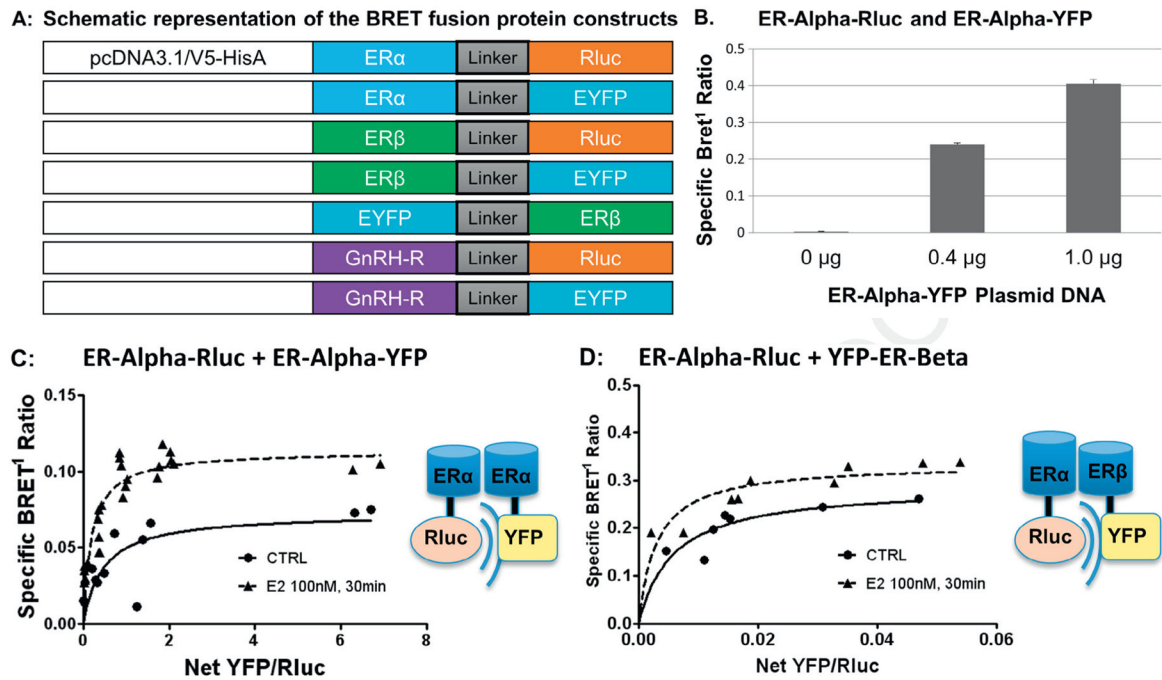 A: Schematic representation of the BRET fusion protein constructs
pcDNA3.1/V5-HisA ERα Linker Rluc
ERα Linker EYFP
ERβ Linker Rluc
ERβ Linker EYFP
EYFP Linker ERβ
GnRH-R Linker Rluc
GnRH-R Linker EYFP
B. ER-Alpha-Rluc and ER-Alpha-YFP
Specific Bret¹ Ratio
0.5
0.4
0.3
0.2
0.1
0
0 µg 0.4 µg 1.0 µg
ER-Alpha-YFP Plasmid DNA
C: ER-Alpha-Rluc + ER-Alpha-YFP
Specific BRET¹ Ratio
0.15
0.10
0.05
0.00
0 2 4 6 8
Net YFP/Rluc
CTRL
E2 100nM, 30min
ERα ERα
Rluc YFP
D: ER-Alpha-Rluc + YFP-ER-Beta
Specific BRET¹ Ratio
0.5
0.4
0.3
0.2
0.1
0.0
0.00 0.02 0.04 0.06
Net YFP/Rluc
CTRL
E2 100nM, 30min
ERα ERβ
Rluc YFP